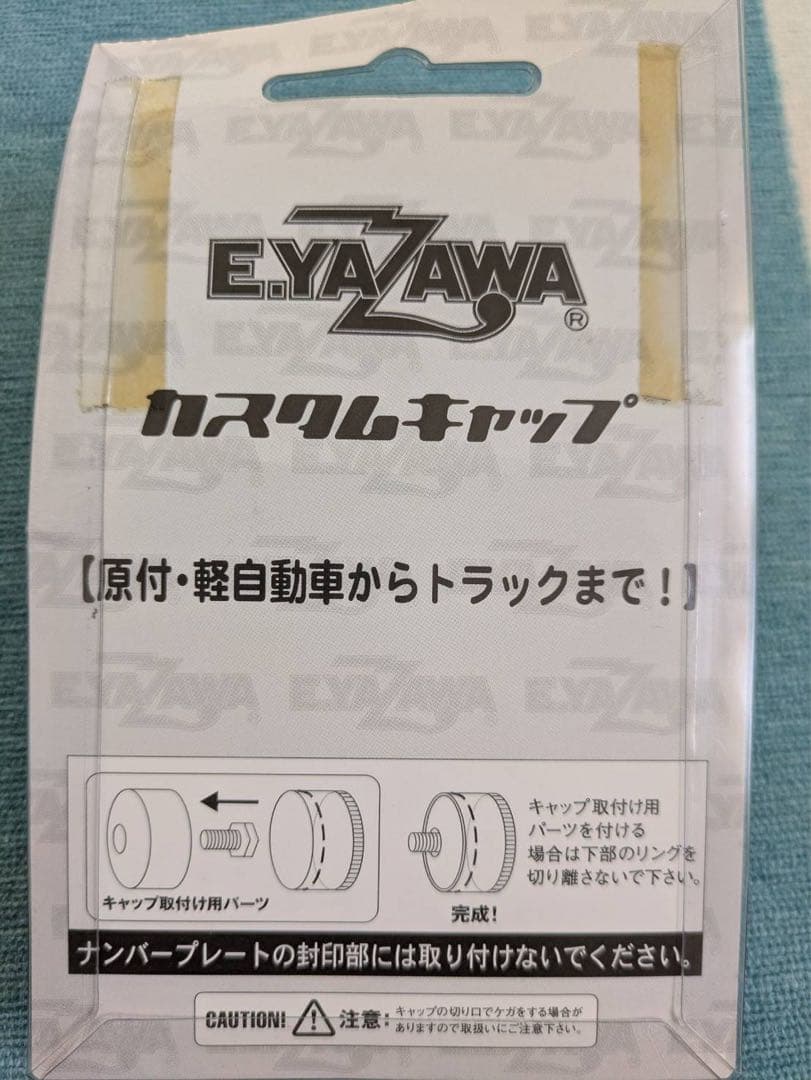 E.YAZAWA
®
カスタムキャップ
【原付・軽自動車からトラックまで！】
キャップ取付け用パーツ
完成！
キャップ取付け用
パーツを付ける
場合は下部のリングを
切り離さないで下さい。
ナンバープレートの封印部には取り付けないでください。
CAUTION! 注意：キャップの切り口でケガをする場合が
ありますので取扱いにご注意下さい。